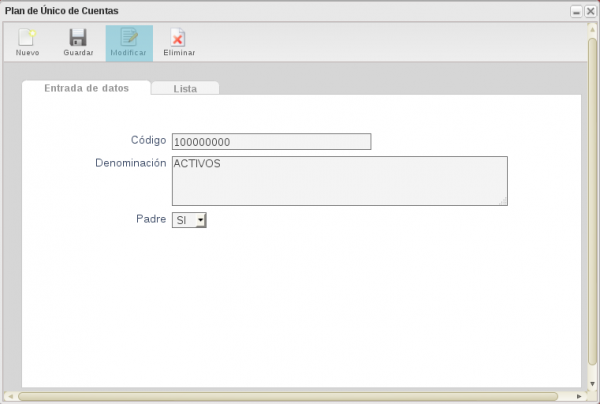 Plan de Único de Cuentas
Nuevo Guardar Modificar Eliminar
Entrada de datos Lista
Código 100000000
Denominación ACTIVOS
Padre SI